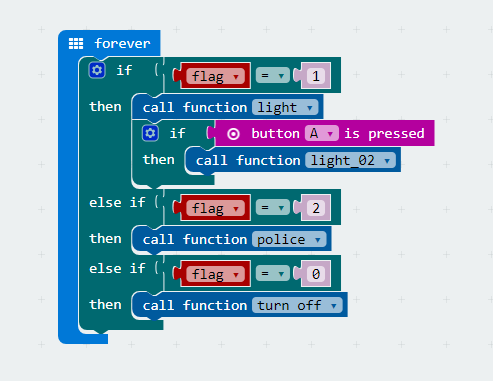 forever
if flag = 1
then call function light
if button A is pressed
then call function light_02
else if flag = 2
then call function police
else if flag = 0
then call function turn off